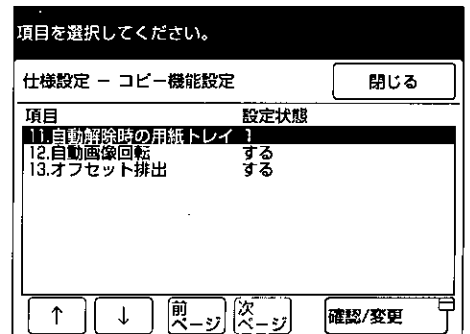 項目を選択してください。
仕様設定 － コピー機能設定
閉じる
項目 設定状態
11.自動解除時の用紙トレイ 1
12.自動画像回転 する
13.オフセット排出 する
↑ ↓ 前ページ 次ページ 確認/変更